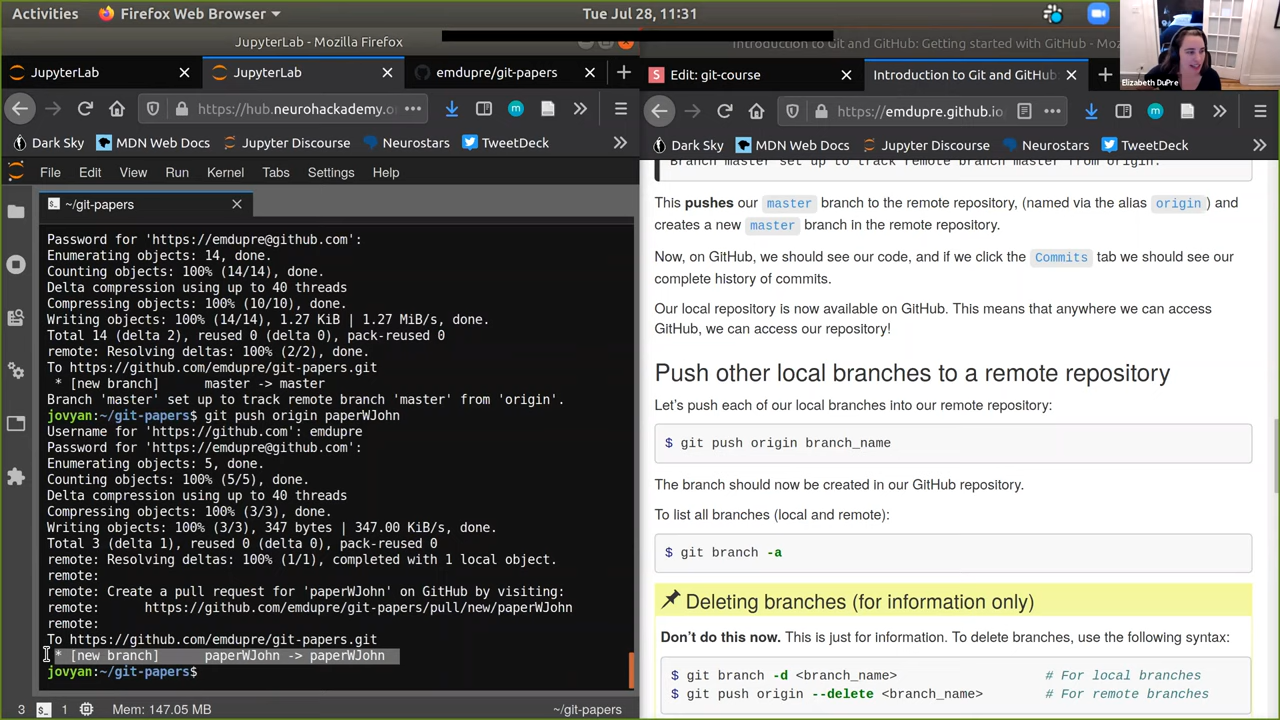 Activities
Firefox Web Browser
Tue Jul 28, 11:31
JupyterLab - Mozilla Firefox
Introduction to Git and GitHub: Getting started with GitHub - Moz
Elizabeth DuPre
JupyterLab
JupyterLab
emdupre/git-papers
https://hub.neurohackademy.o
Dark Sky
MDN Web Docs
Jupyter Discourse
Neurostars
TweetDeck
File Edit View Run Kernel Tabs Settings Help
~/git-papers
Password for 'https://emdupre@github.com':
Enumerating objects: 14, done.
Counting objects: 100% (14/14), done.
Delta compression using up to 40 threads
Compressing objects: 100% (10/10), done.
Writing objects: 100% (14/14), 1.27 KiB | 1.27 MiB/s, done.
Total 14 (delta 2), reused 0 (delta 0), pack-reused 0
remote: Resolving deltas: 100% (2/2), done.
To https://github.com/emdupre/git-papers.git
* [new branch] master -> master
Branch 'master' set up to track remote branch 'master' from 'origin'.
jovyan:~/git-papers$ git push origin paperWJohn
Username for 'https://github.com': emdupre
Password for 'https://emdupre@github.com':
Enumerating objects: 5, done.
Counting objects: 100% (5/5), done.
Delta compression using up to 40 threads
Compressing objects: 100% (3/3), done.
Writing objects: 100% (3/3), 347 bytes | 347.00 KiB/s, done.
Total 3 (delta 1), reused 0 (delta 0), pack-reused 0
remote: Resolving deltas: 100% (1/1), completed with 1 local object.
remote:
remote: Create a pull request for 'paperWJohn' on GitHub by visiting:
remote: https://github.com/emdupre/git-papers/pull/new/paperWJohn
remote:
To https://github.com/emdupre/git-papers.git
* [new branch] paperWJohn -> paperWJohn
jovyan:~/git-papers$
3 1 Mem: 147.05 MB ~/git-papers
Edit: git-course
Introduction to Git and GitHub:
https://emdupre.github.io
Dark Sky
MDN Web Docs
Jupyter Discourse
Neurostars
TweetDeck
Branch master set up to track remote branch master from origin.
This pushes our master branch to the remote repository, (named via the alias origin ) and
creates a new master branch in the remote repository.
Now, on GitHub, we should see our code, and if we click the Commits tab we should see our
complete history of commits.
Our local repository is now available on GitHub. This means that anywhere we can access
GitHub, we can access our repository!
Push other local branches to a remote repository
Let's push each of our local branches into our remote repository:
$ git push origin branch_name
The branch should now be created in our GitHub repository.
To list all branches (local and remote):
$ git branch -a
Deleting branches (for information only)
Don't do this now. This is just for information. To delete branches, use the following syntax:
$ git branch -d <branch_name> # For local branches
$ git push origin --delete <branch_name> # For remote branches